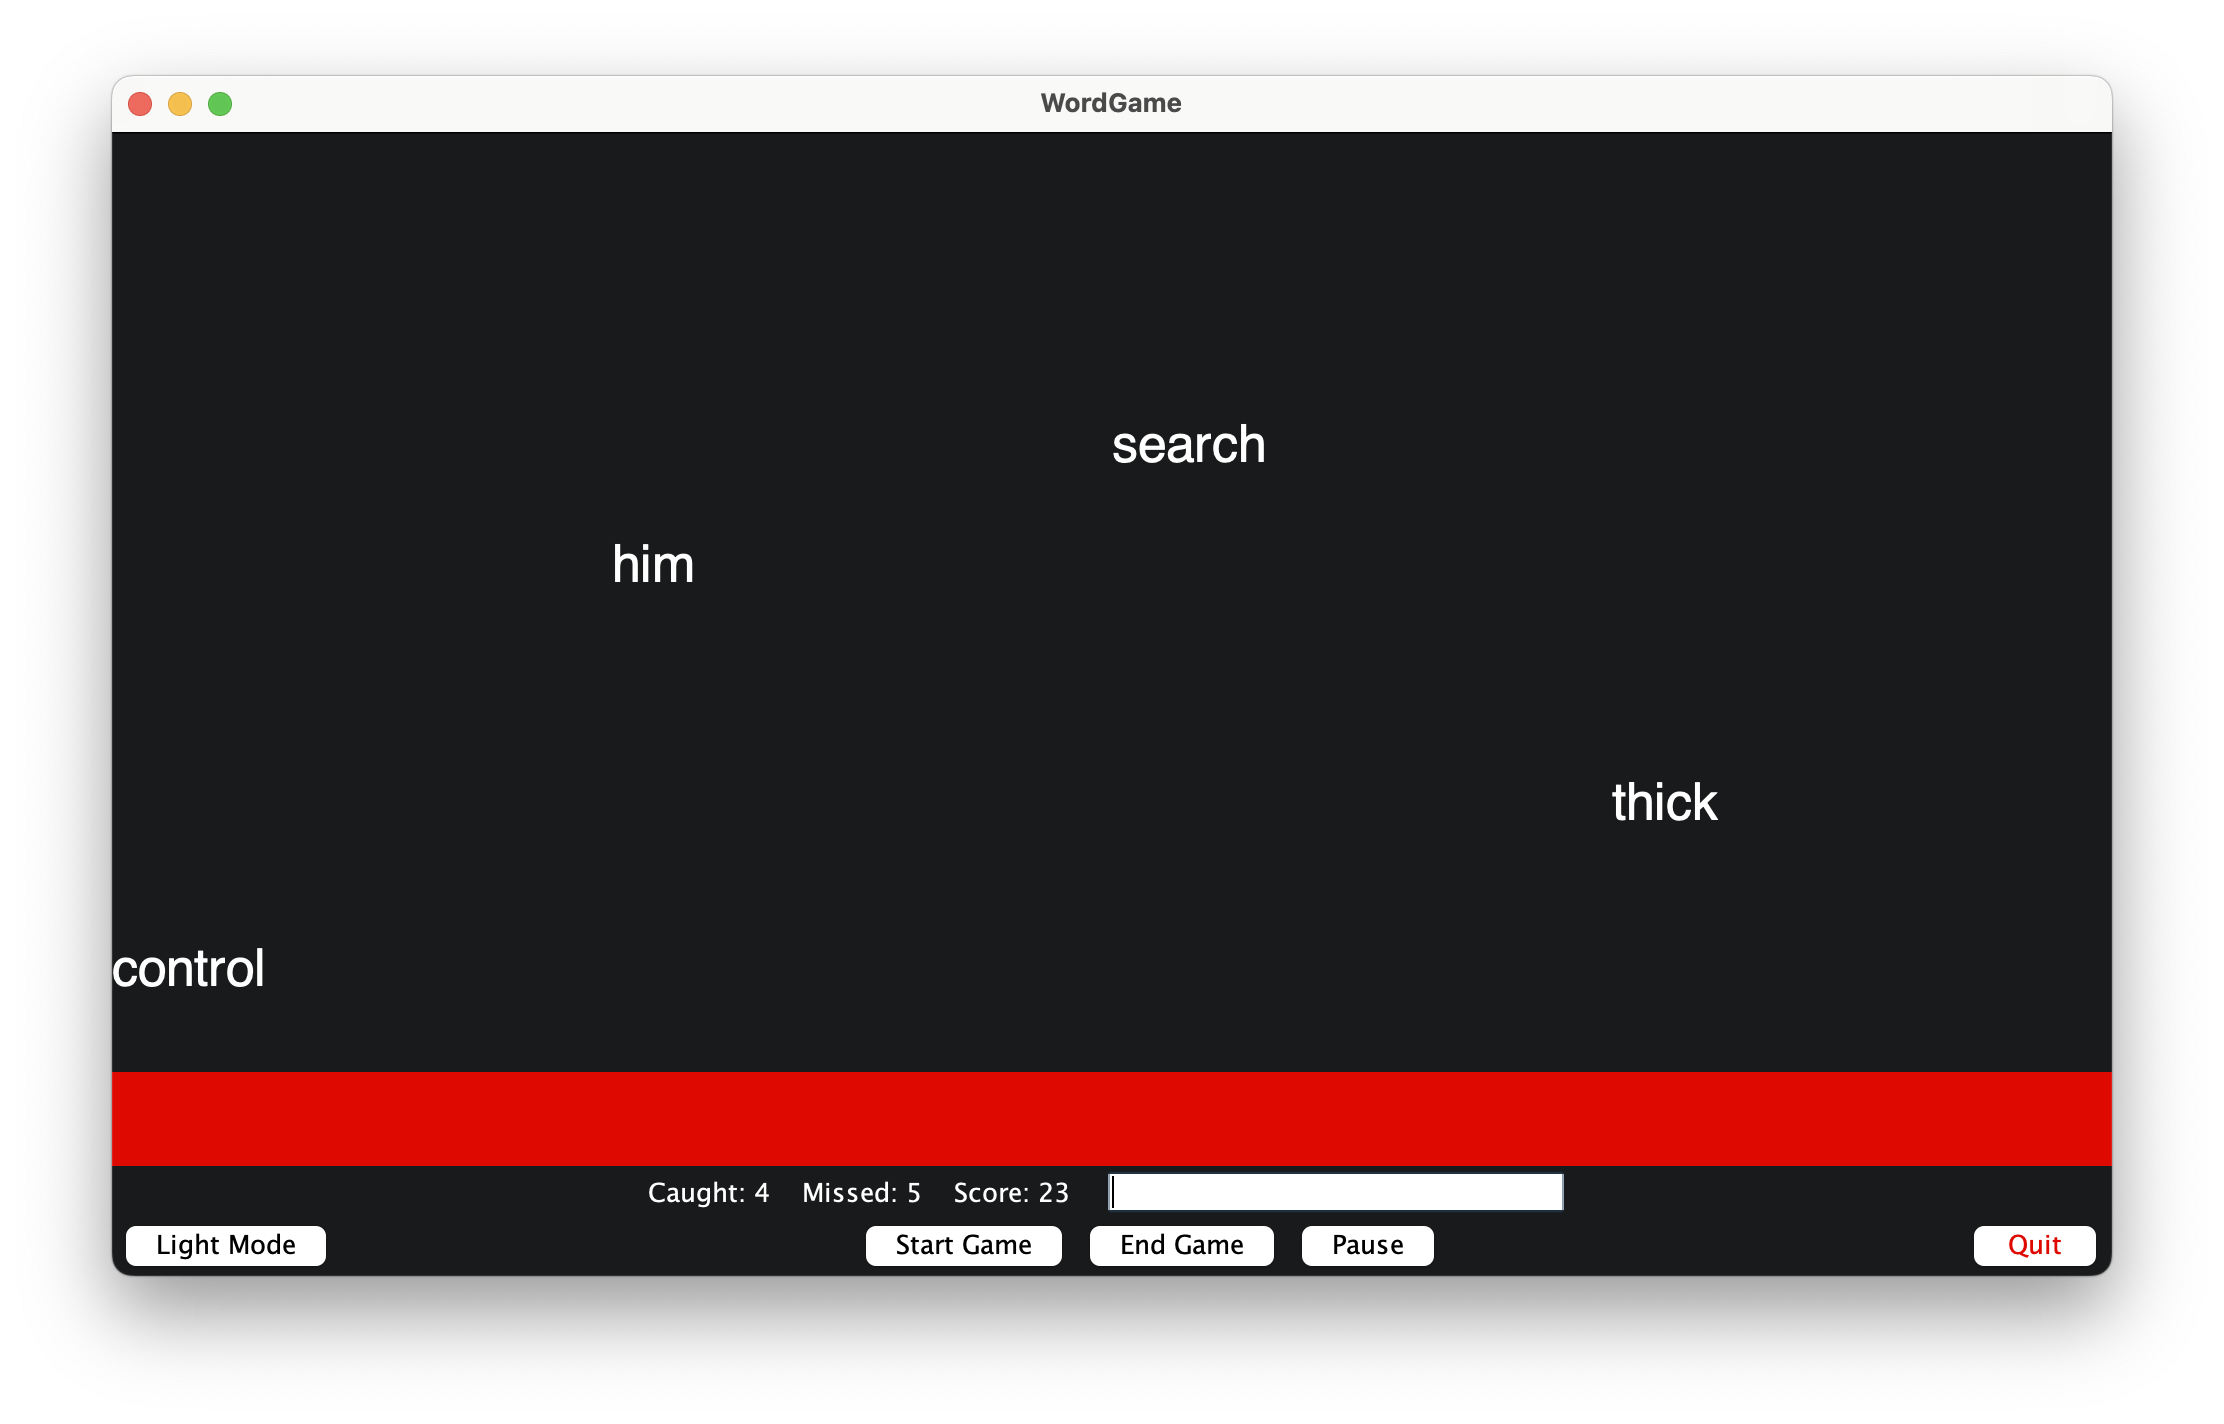 WordGame
search
him
thick
control
Caught: 4 Missed: 5 Score: 23
Light Mode Start Game End Game Pause Quit